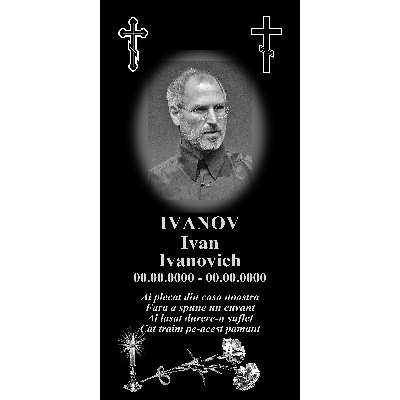 IVANOV
Ivan
Ivanovich
00.00.0000 - 00.00.0000
Ai plecat din casa noastra
Fara a spune un cuvant
Ai lasat durere-n suflet
Cat traim pe-acest pamant